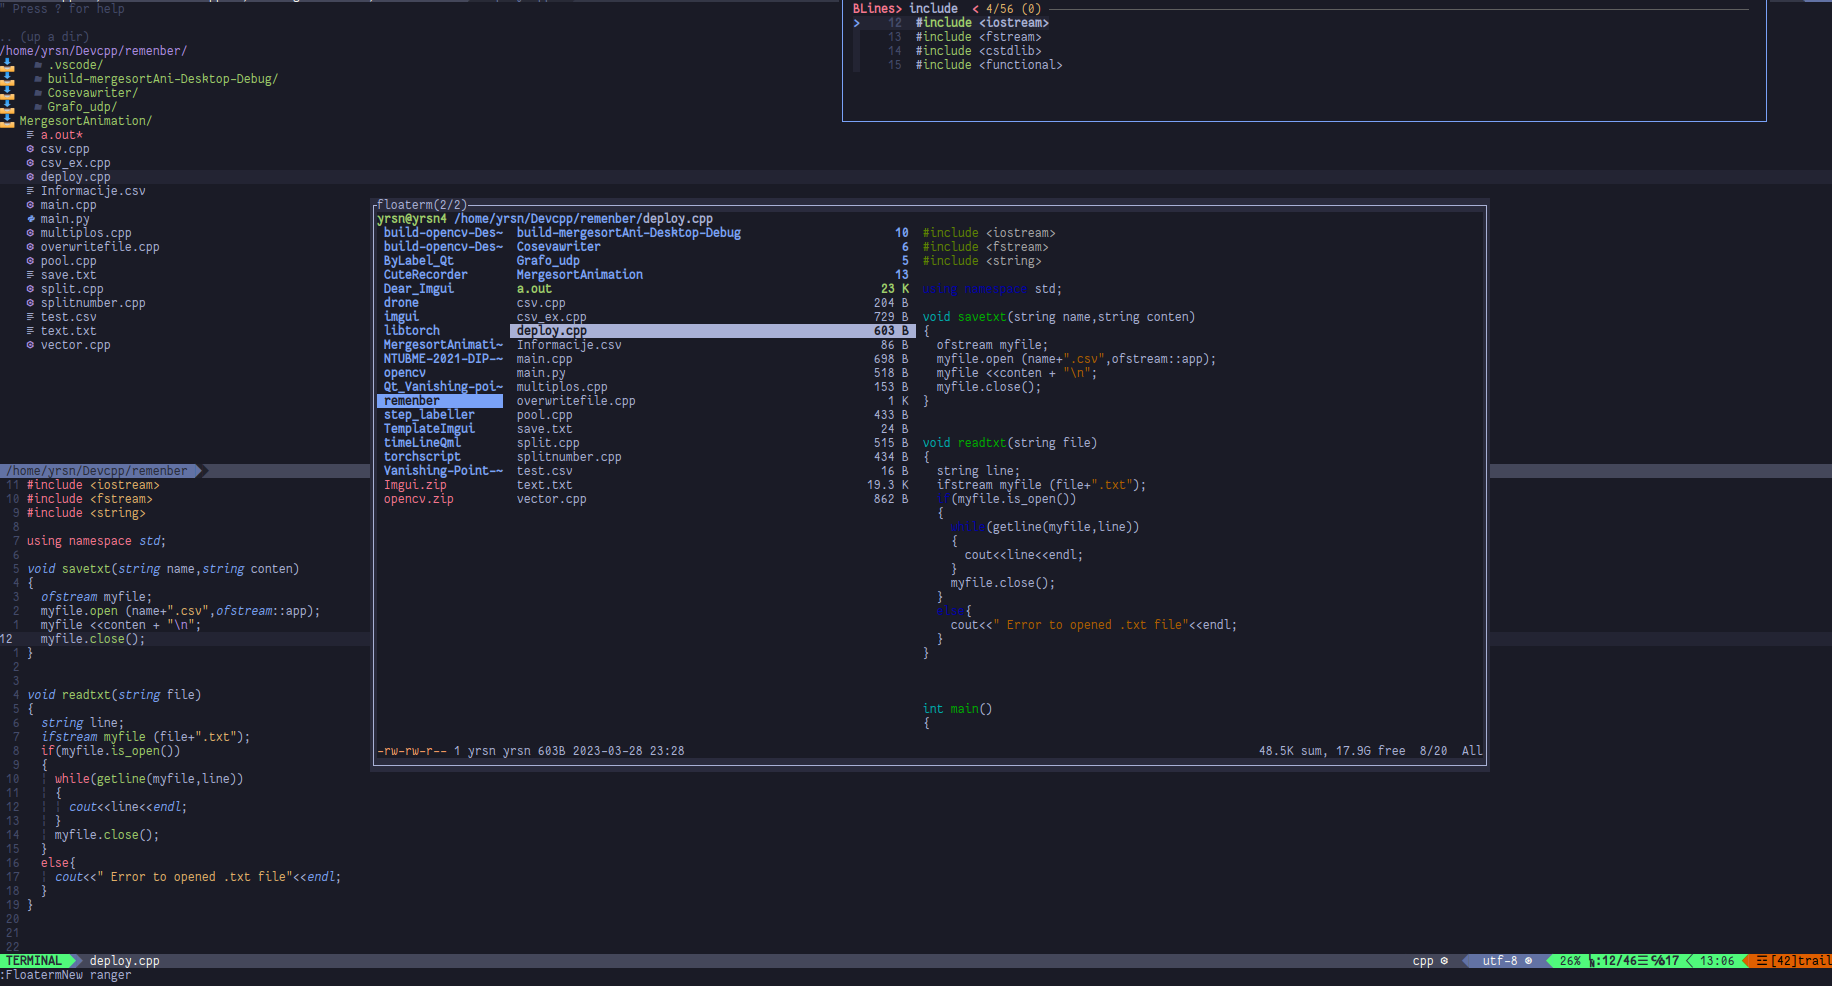 " Press ? for help
.. (up a dir)
/home/yrsn/Devcpp/remenber/
.vscode/
build-mergesortAni-Desktop-Debug/
Cosevawriter/
Grafo_udp/
MergesortAnimation/
a.out*
csv.cpp
csv_ex.cpp
deploy.cpp
Informacije.csv
main.cpp
main.py
multiplos.cpp
overwritefile.cpp
pool.cpp
save.txt
split.cpp
splitnumber.cpp
test.csv
text.txt
vector.cpp
BLines> include < 4/56 (0)
> 12 #include <iostream>
13 #include <fstream>
14 #include <cstdlib>
15 #include <functional>
floaterm(2/2)
yrsn@yrsn4 /home/yrsn/Devcpp/remenber/deploy.cpp
build-opencv-Des~
build-opencv-Des~
ByLabel_Qt
CuteRecorder
Dear_Imgui
drone
imgui
libtorch
MergesortAnimati~
NTUBME-2021-DIP-~
opencv
Qt_Vanishing-poi~
remenber
step_labeller
TemplateImgui
timeLineQml
torchscript
Vanishing-Point-~
Imgui.zip
opencv.zip
build-mergesortAni-Desktop-Debug 10
Cosevawriter 6
Grafo_udp 5
MergesortAnimation 13
a.out 23 K
csv.cpp 204 B
csv_ex.cpp 729 B
deploy.cpp 603 B
Informacije.csv 86 B
main.cpp 698 B
main.py 518 B
multiplos.cpp 153 B
overwritefile.cpp 1 K
pool.cpp 433 B
save.txt 24 B
split.cpp 515 B
splitnumber.cpp 434 B
test.csv 16 B
text.txt 19.3 K
vector.cpp 862 B
#include <iostream>
#include <fstream>
#include <string>
using namespace std;
void savetxt(string name,string conten)
{
ofstream myfile;
myfile.open (name+".csv",ofstream::app);
myfile <<conten + "\n";
myfile.close();
}
void readtxt(string file)
{
string line;
ifstream myfile (file+".txt");
if(myfile.is_open())
{
while(getline(myfile,line))
{
cout<<line<<endl;
}
myfile.close();
}
else{
cout<<" Error to opened .txt file"<<endl;
}
}
int main()
{
-rw-rw-r-- 1 yrsn yrsn 603B 2023-03-28 23:28 48.5K sum, 17.9G free 8/20 All
/home/yrsn/Devcpp/remenber
11 #include <iostream>
10 #include <fstream>
9 #include <string>
8
7 using namespace std;
6
5 void savetxt(string name,string conten)
4 {
3 ofstream myfile;
2 myfile.open (name+".csv",ofstream::app);
1 myfile <<conten + "\n";
12 myfile.close();
1 }
2
3
4 void readtxt(string file)
5 {
6 string line;
7 ifstream myfile (file+".txt");
8 if(myfile.is_open())
9 {
10 while(getline(myfile,line))
11 {
12 cout<<line<<endl;
13 }
14 myfile.close();
15 }
16 else{
17 cout<<" Error to opened .txt file"<<endl;
18 }
19 }
20
21
22
TERMINAL deploy.cpp cpp utf-8 26% :12/46☰℅17 13:06 ☲[42]trail
:FloatermNew ranger